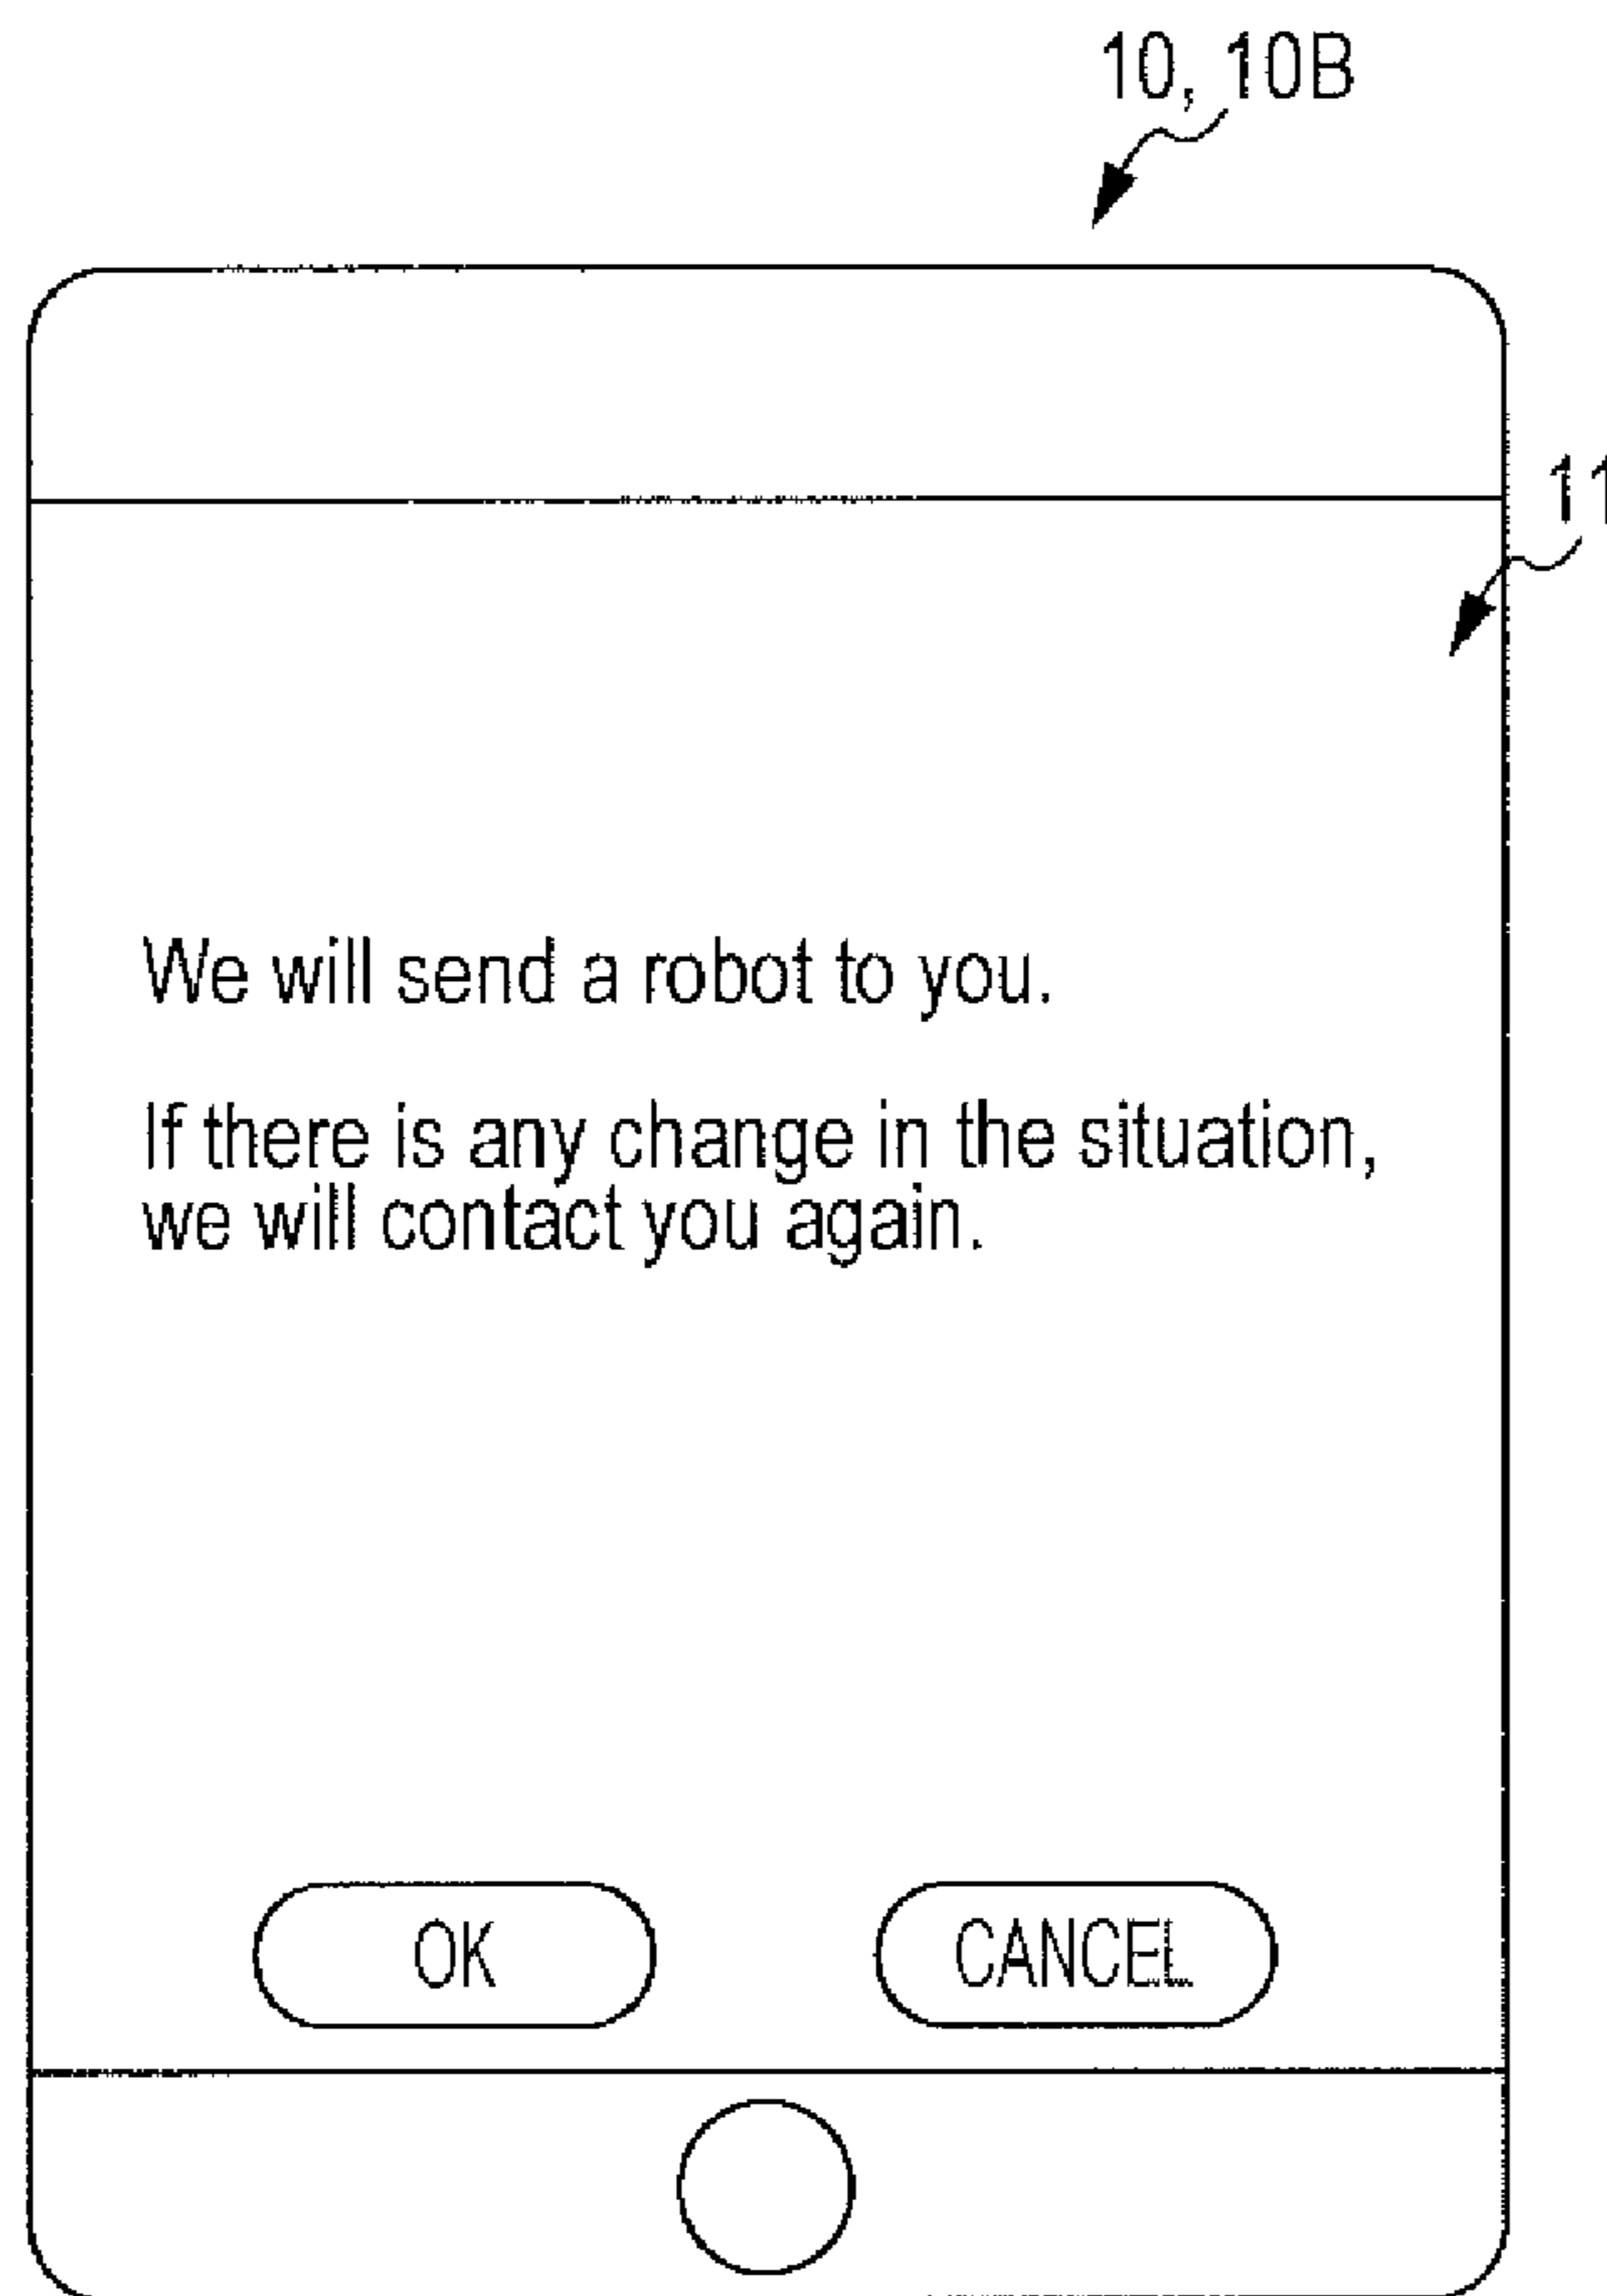 10, 10B
We will send a robot to you.
If there is any change in the situation,
we will contact you again.
OK CANCEL